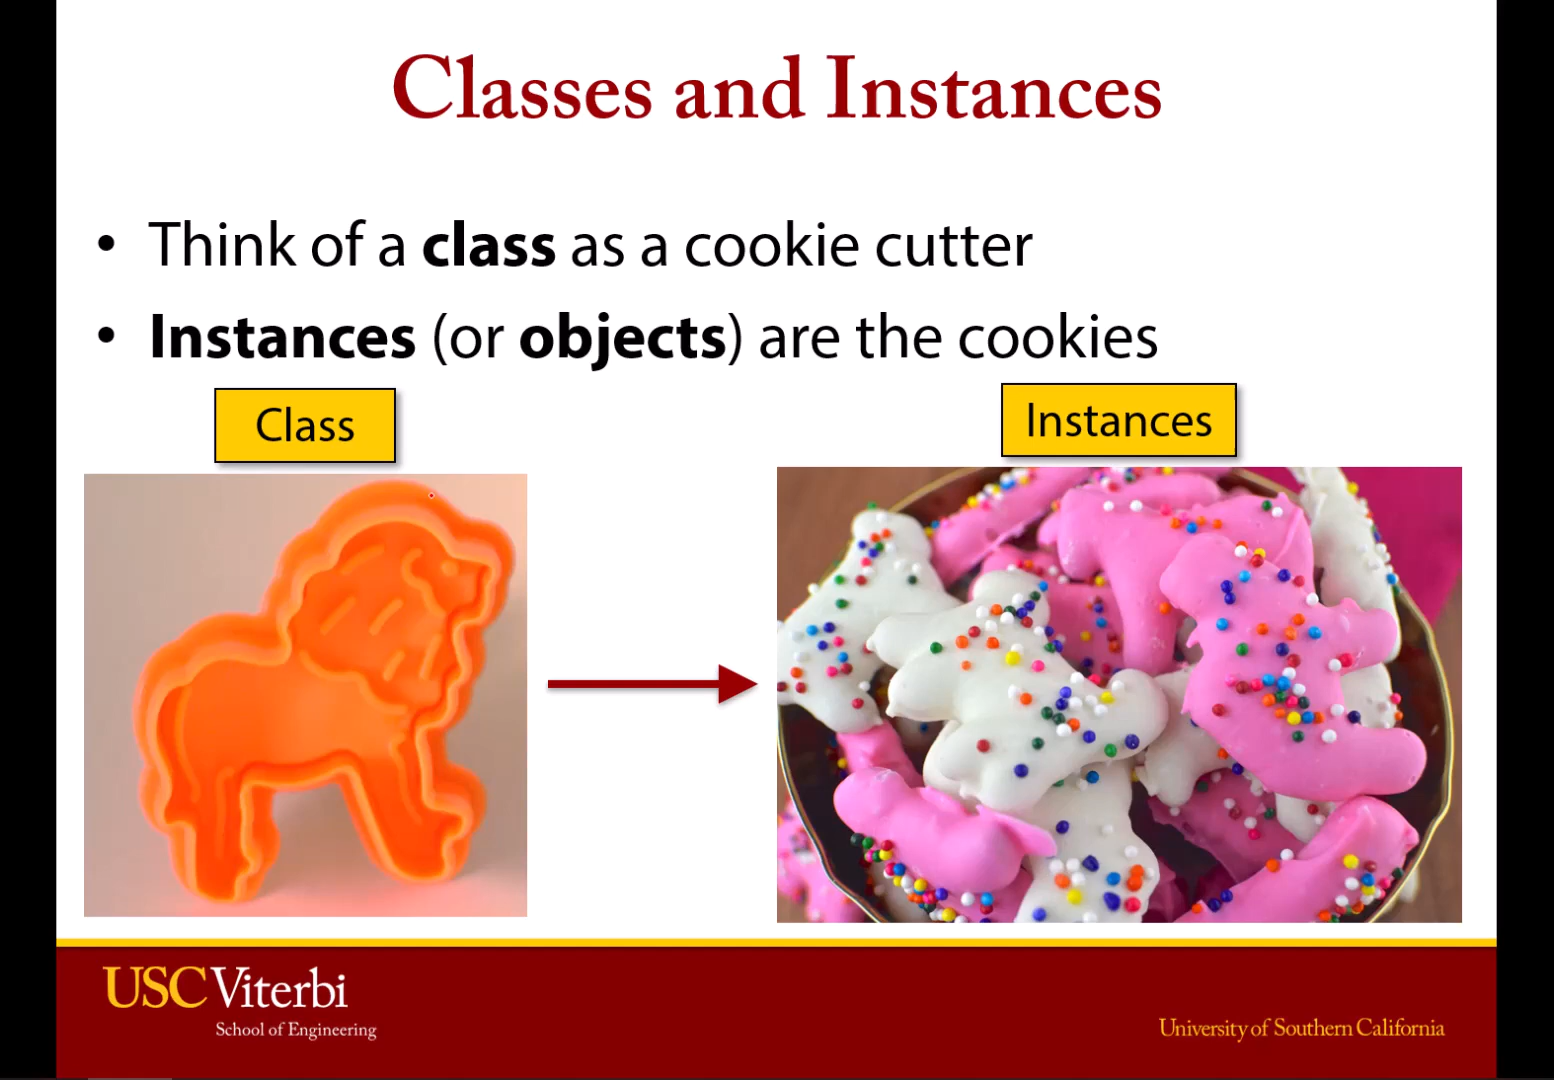 Classes and Instances
• Think of a class as a cookie cutter
• Instances (or objects) are the cookies
Class
Instances
USC Viterbi
School of Engineering
University of Southern California